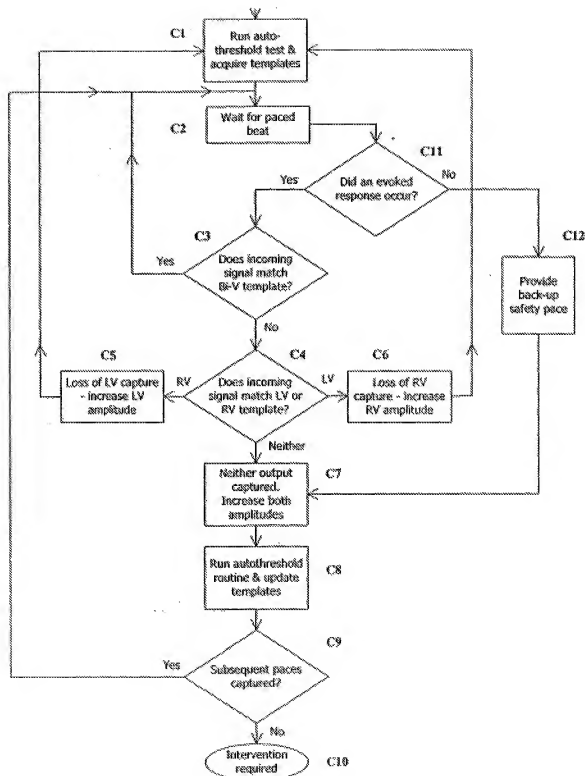 C1
Run auto-
threshold test &
acquire templates
C2
Wait for paced
beat
C11
Did an evoked
response occur?
Yes
No
C3
Does incoming
signal match
Bi-V template?
Yes
No
C12
Provide
back-up
safety pace
C4
Does incoming
signal match LV or
RV template?
RV
LV
Neither
C5
Loss of LV capture
- increase LV
amplitude
C6
Loss of RV
capture - increase
RV amplitude
C7
Neither output
captured.
Increase both
amplitudes
C8
Run autothreshold
routine & update
templates
C9
Subsequent paces
captured?
Yes
No
Intervention
required
C10